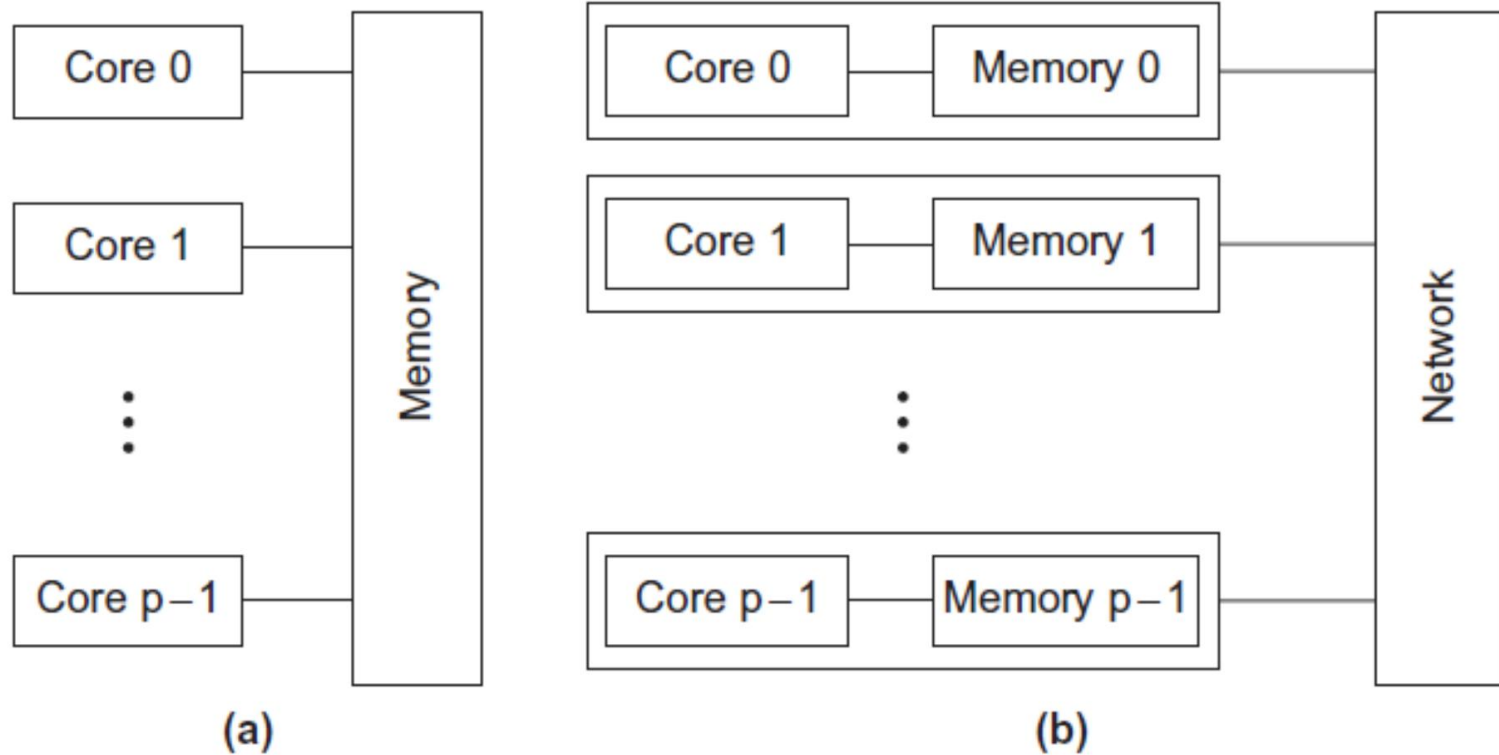 Core 0
Core 1
Core p−1
Memory
(a)
Core 0
Memory 0
Core 1
Memory 1
Core p−1
Memory p−1
Network
(b)